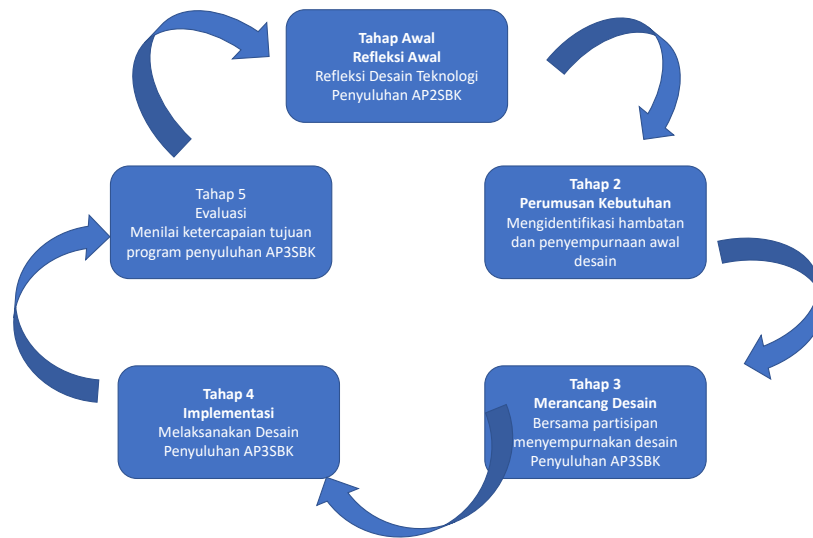 Tahap Awal
Refleksi Awal
Refleksi Desain Teknologi
Penyuluhan AP2SBK
Tahap 2
Perumusan Kebutuhan
Mengidentifikasi hambatan
dan penyempurnaan awal
desain
Tahap 3
Merancang Desain
Bersama partisipan
menyempurnakan desain
Penyuluhan AP3SBK
Tahap 4
Implementasi
Melaksanakan Desain
Penyuluhan AP3SBK
Tahap 5
Evaluasi
Menilai ketercapaian tujuan
program penyuluhan AP3SBK